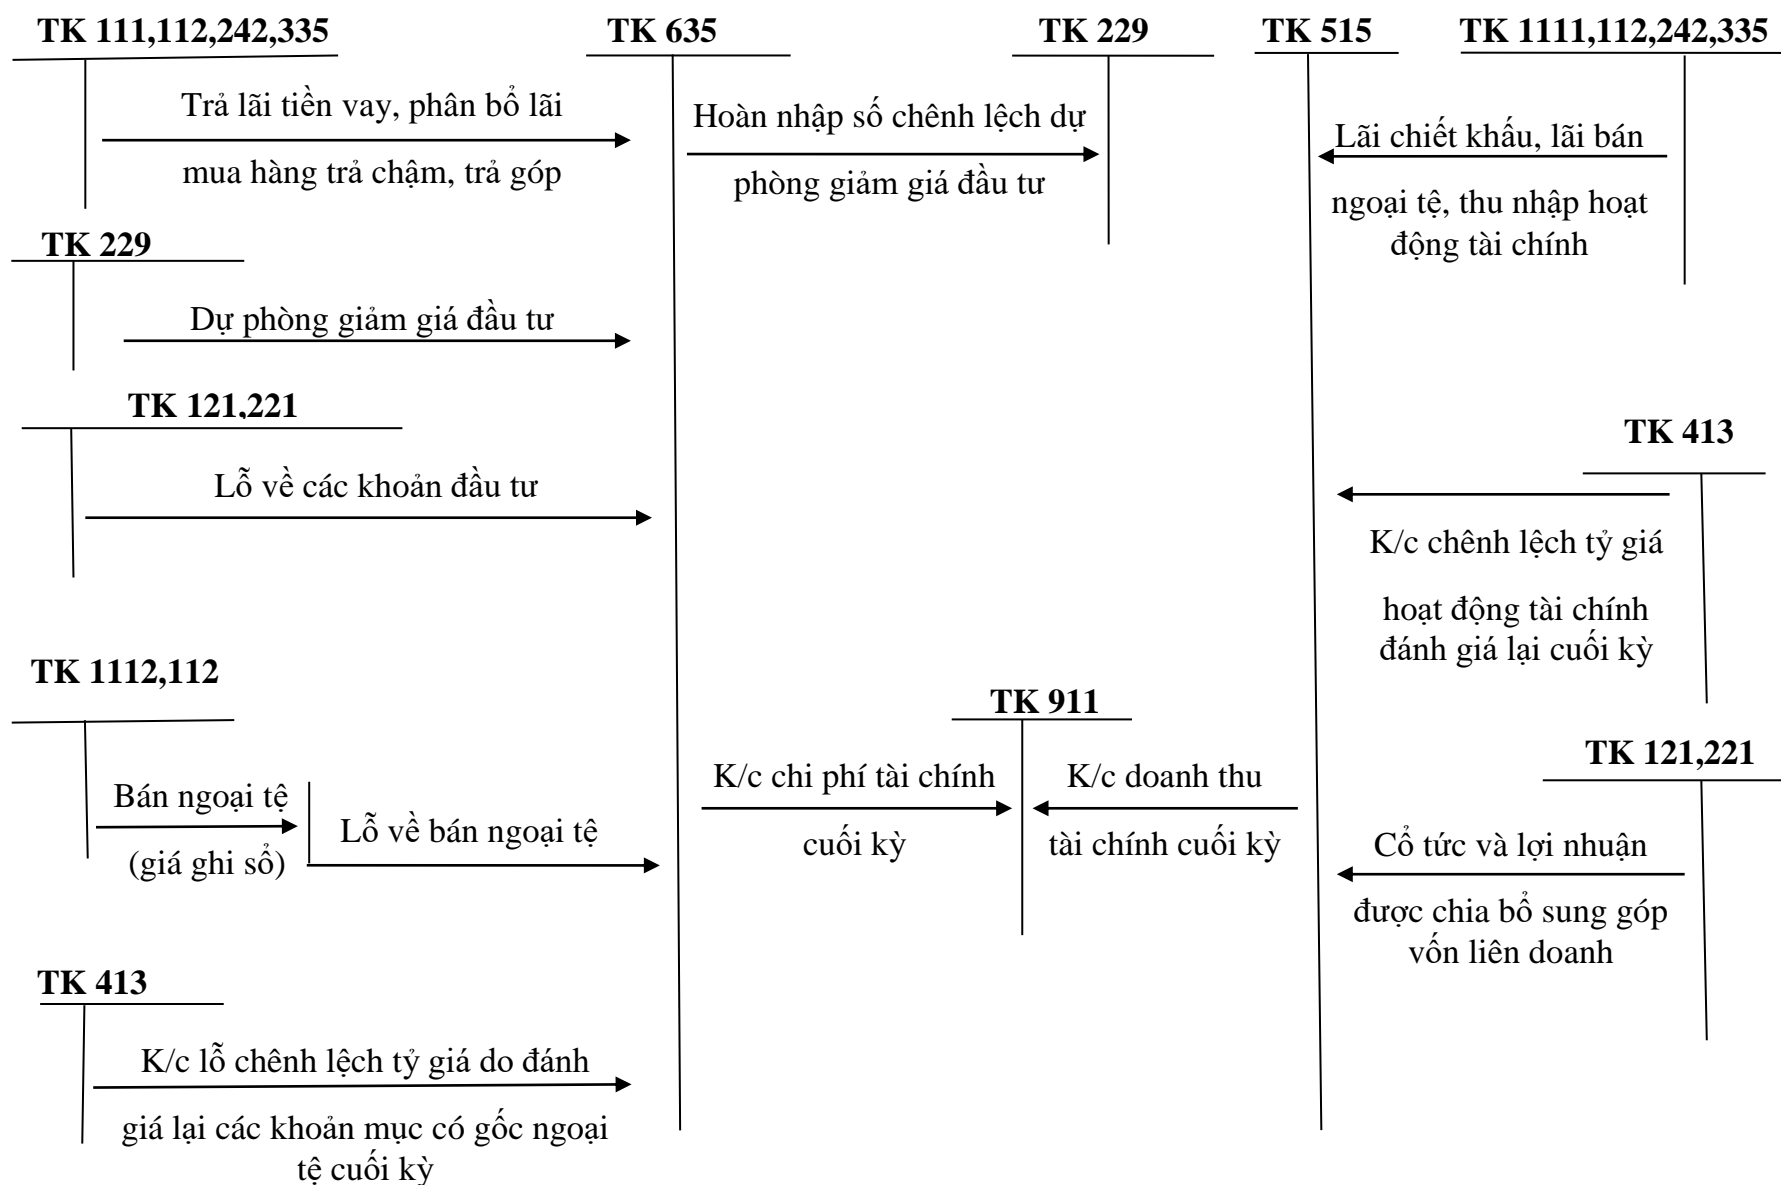 TK 111,112,242,335
TK 635
TK 229
TK 515
TK 1111,112,242,335
Trả lãi tiền vay, phân bổ lãi
mua hàng trả chậm, trả góp
Hoàn nhập số chênh lệch dự
phòng giảm giá đầu tư
Lãi chiết khấu, lãi bán
ngoại tệ, thu nhập hoạt
động tài chính
TK 229
Dự phòng giảm giá đầu tư
TK 121,221
Lỗ về các khoản đầu tư
TK 413
K/c chênh lệch tỷ giá
hoạt động tài chính
đánh giá lại cuối kỳ
TK 1112,112
Bán ngoại tệ
(giá ghi sổ)
Lỗ về bán ngoại tệ
TK 911
K/c chi phí tài chính
cuối kỳ
K/c doanh thu
tài chính cuối kỳ
TK 121,221
Cổ tức và lợi nhuận
được chia bổ sung góp
vốn liên doanh
TK 413
K/c lỗ chênh lệch tỷ giá do đánh
giá lại các khoản mục có gốc ngoại
tệ cuối kỳ